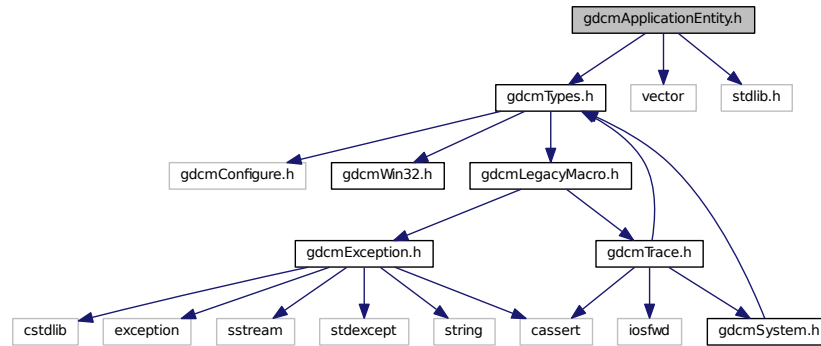 gdcmApplicationEntity.h
gdcmTypes.h
vector
stdlib.h
gdcmConfigure.h
gdcmWin32.h
gdcmLegacyMacro.h
gdcmException.h
gdcmTrace.h
cstdlib
exception
sstream
stdexcept
string
cassert
iosfwd
gdcmSystem.h